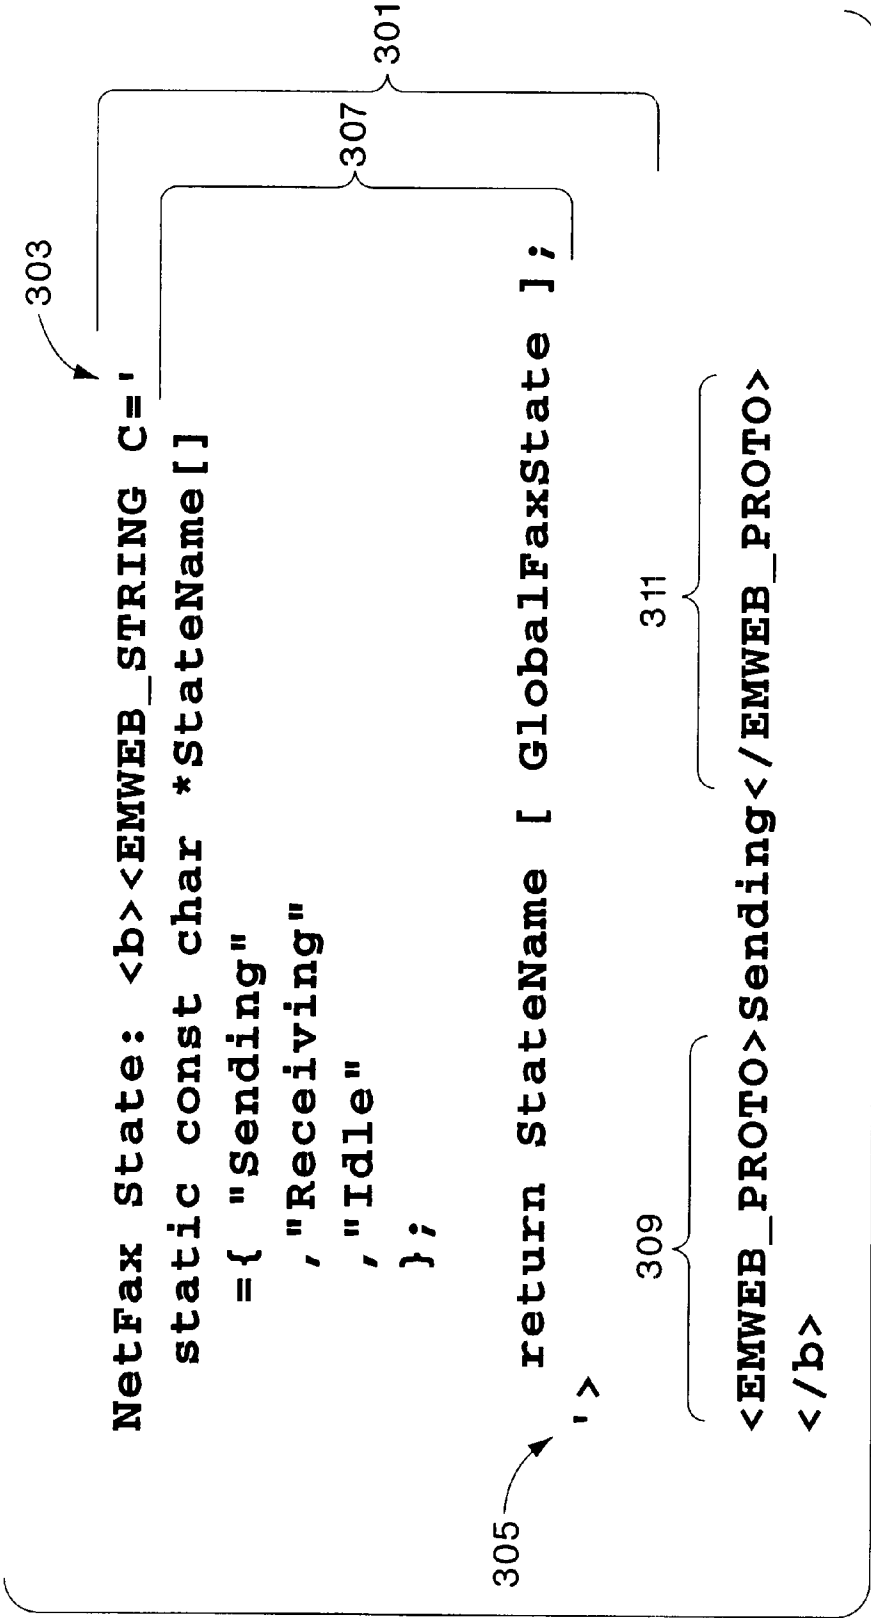 303
301
NetFax State: <b><EMWEB_STRING C='
static const char *StateName[]
={ "Sending"
,"Receiving"
,"Idle"
};
307
return StateName [ GlobalFaxState ];
305
'>
309
311
<EMWEB_PROTO>Sending</EMWEB_PROTO>
</b>